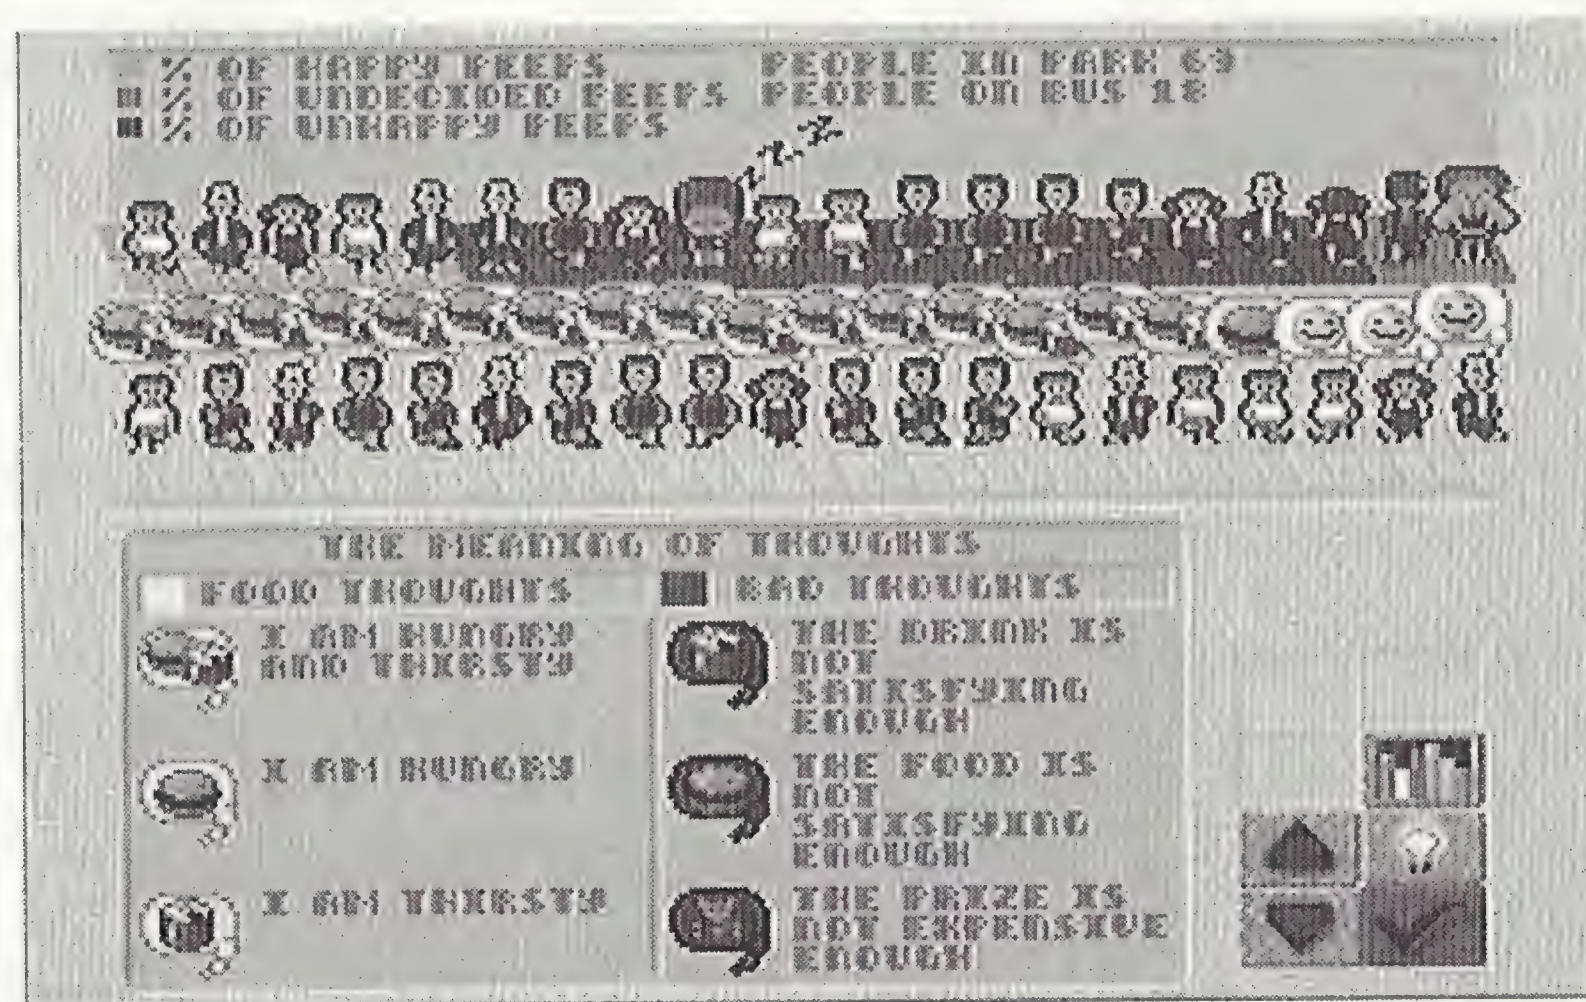 % OF HAPPY PEEPS
% OF UNDECIDED PEEPS
% OF UNHAPPY PEEPS
PEOPLE IN PARK 69
PEOPLE ON BUS 18
THE MEANING OF THOUGHTS
FOOD THOUGHTS
I AM HUNGRY
AND THIRSTY
I AM HUNGRY
I AM THIRSTY
BAD THOUGHTS
THE DRINK IS
NOT
SATISFYING
ENOUGH
THE FOOD IS
NOT
SATISFYING
ENOUGH
THE PRIZE IS
NOT EXPENSIVE
ENOUGH